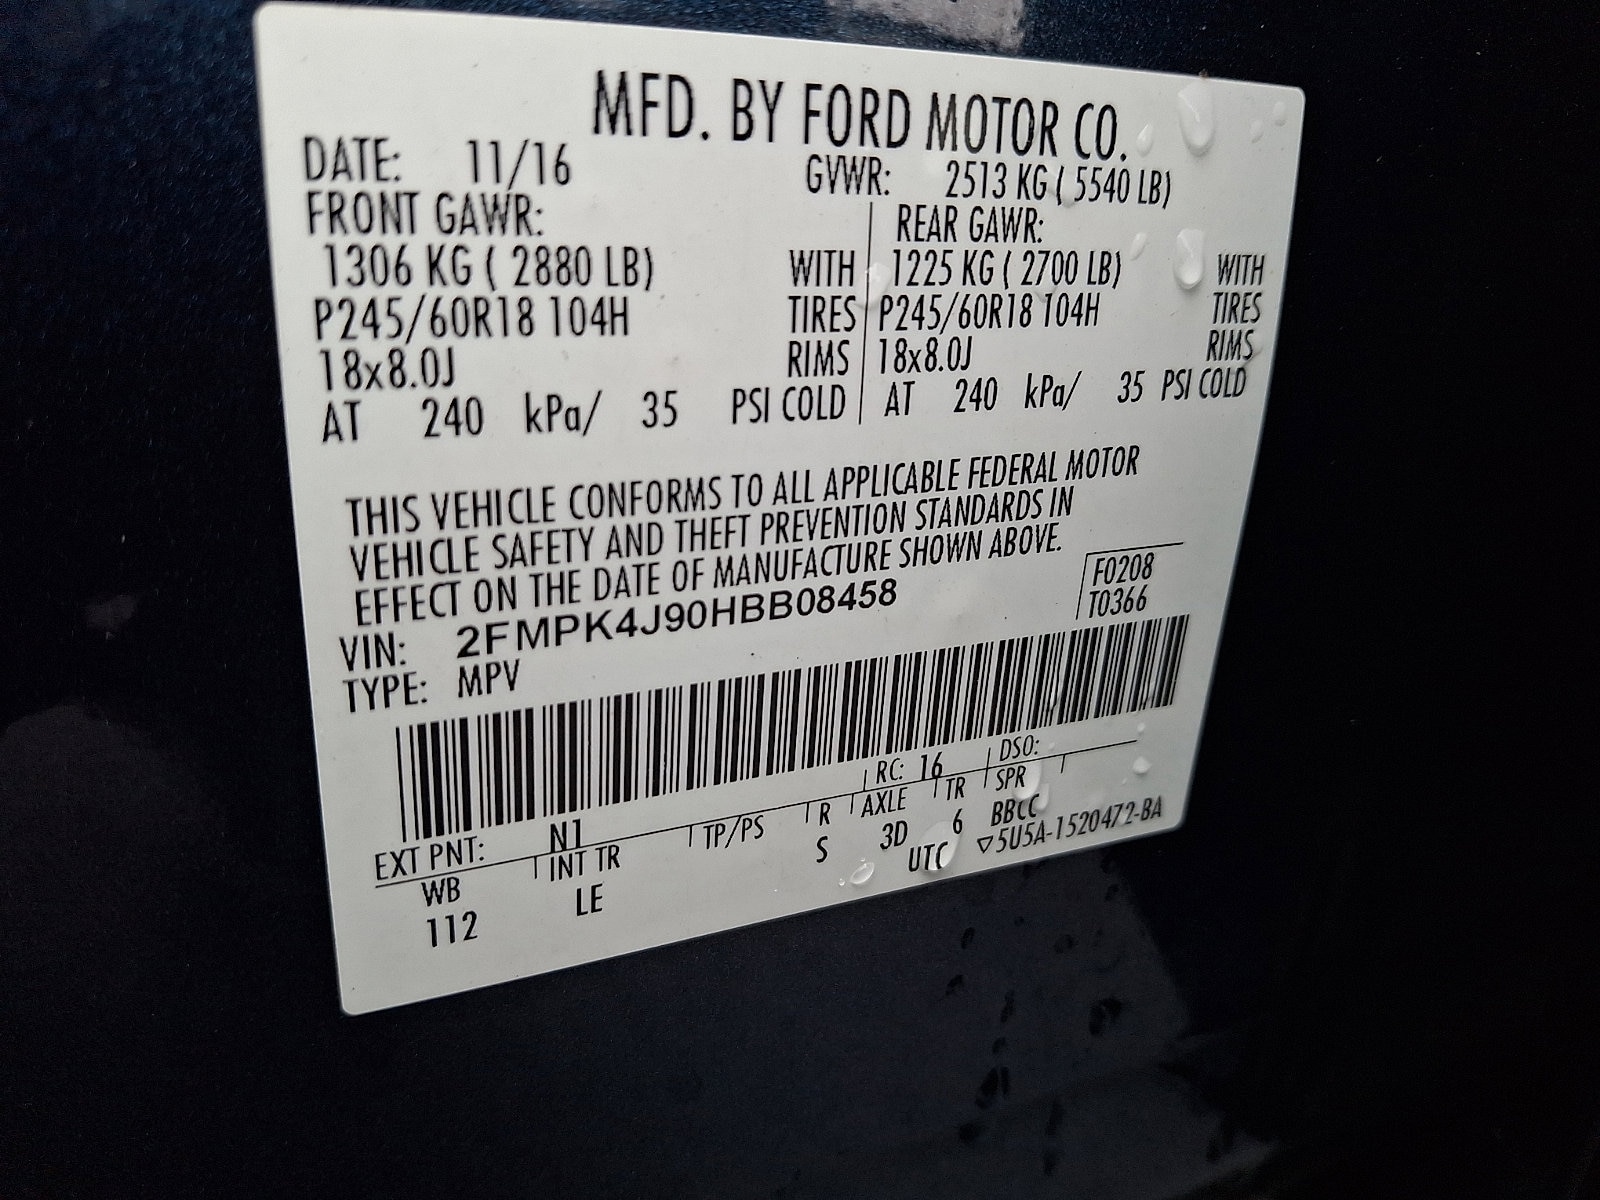 MFD. BY FORD MOTOR CO.
DATE: 11/16 GVWR: 2513 KG ( 5540 LB)
FRONT GAWR: REAR GAWR:
1306 KG ( 2880 LB) WITH 1225 KG ( 2700 LB) WITH
P245/60R18 104H TIRES P245/60R18 104H TIRES
18x8.0J RIMS 18x8.0J RIMS
AT 240 kPa/ 35 PSI COLD AT 240 kPa/ 35 PSI COLD
THIS VEHICLE CONFORMS TO ALL APPLICABLE FEDERAL MOTOR
VEHICLE SAFETY AND THEFT PREVENTION STANDARDS IN
EFFECT ON THE DATE OF MANUFACTURE SHOWN ABOVE.
F0208
VIN: 2FMPK4J90HBB08458 T0366
TYPE: MPV
EXT PNT: N1 RC: 16 DSO:
WB INT TR TP/PS R AXLE TR SPR
112 LE S 3D 6 BBCC
UTC ▽5U5A-1520472-BA